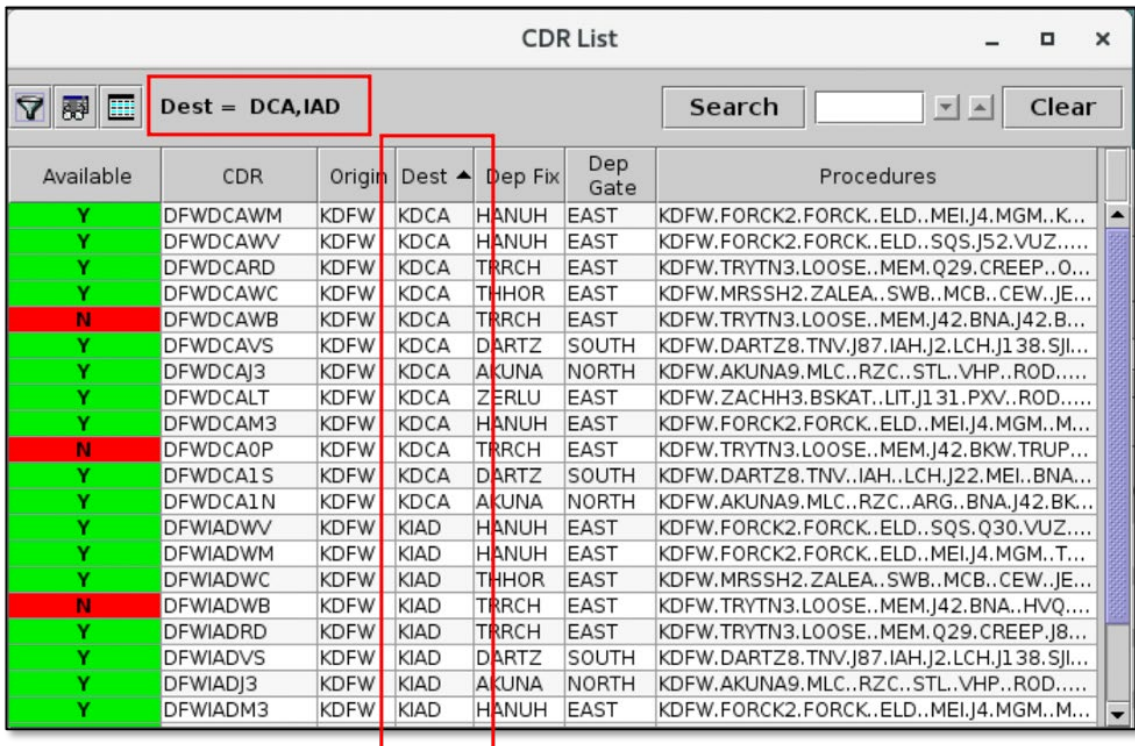 CDR List
Dest = DCA,IAD Search Clear
Available CDR Origin Dest Dep Fix Dep Gate Procedures
Y DFWDCAWM KDFW KDCA HANUH EAST KDFW.FORCK2.FORCK..ELD..MEI.J4.MGM..K...
Y DFWDCAWV KDFW KDCA HANUH EAST KDFW.FORCK2.FORCK..ELD..SQS.J52.VUZ.....
Y DFWDCARD KDFW KDCA TRRCH EAST KDFW.TRYTN3.LOOSE..MEM.Q29.CREEP..O...
Y DFWDCAWC KDFW KDCA THHOR EAST KDFW.MRSSH2.ZALEA..SWB..MCB..CEW..JE...
N DFWDCAWB KDFW KDCA TRRCH EAST KDFW.TRYTN3.LOOSE..MEM.J42.BNA.J42.B...
Y DFWDCAVS KDFW KDCA DARTZ SOUTH KDFW.DARTZ8.TNV.J87.IAH.J2.LCH.J138.SJI...
Y DFWDCAJ3 KDFW KDCA AKUNA NORTH KDFW.AKUNA9.MLC..RZC..STL..VHP..ROD.....
Y DFWDCALT KDFW KDCA ZERLU EAST KDFW.ZACHH3.BSKAT..LIT.J131.PXV..ROD.....
Y DFWDCAM3 KDFW KDCA HANUH EAST KDFW.FORCK2.FORCK..ELD..MEI.J4.MGM..M...
N DFWDCA0P KDFW KDCA TRRCH EAST KDFW.TRYTN3.LOOSE..MEM.J42.BKW.TRUP...
Y DFWDCA1S KDFW KDCA DARTZ SOUTH KDFW.DARTZ8.TNV..IAH..LCH.J22.MEI..BNA...
Y DFWDCA1N KDFW KDCA AKUNA NORTH KDFW.AKUNA9.MLC..RZC..ARG..BNA.J42.BK...
Y DFWIADWV KDFW KIAD HANUH EAST KDFW.FORCK2.FORCK..ELD..SQS.Q30.VUZ....
Y DFWIADWM KDFW KIAD HANUH EAST KDFW.FORCK2.FORCK..ELD..MEI.J4.MGM..T...
Y DFWIADWC KDFW KIAD THHOR EAST KDFW.MRSSH2.ZALEA..SWB..MCB..CEW..JE...
N DFWIADWB KDFW KIAD TRRCH EAST KDFW.TRYTN3.LOOSE..MEM.J42.BNA..HVQ....
Y DFWIADRD KDFW KIAD TRRCH EAST KDFW.TRYTN3.LOOSE..MEM.Q29.CREEP.J8...
Y DFWIADVS KDFW KIAD DARTZ SOUTH KDFW.DARTZ8.TNV.J87.IAH.J2.LCH.J138.SJI...
Y DFWIADJ3 KDFW KIAD AKUNA NORTH KDFW.AKUNA9.MLC..RZC..STL..VHP..ROD.....
Y DFWIADM3 KDFW KIAD HANUH EAST KDFW.FORCK2.FORCK..ELD..MEI.J4.MGM..M...